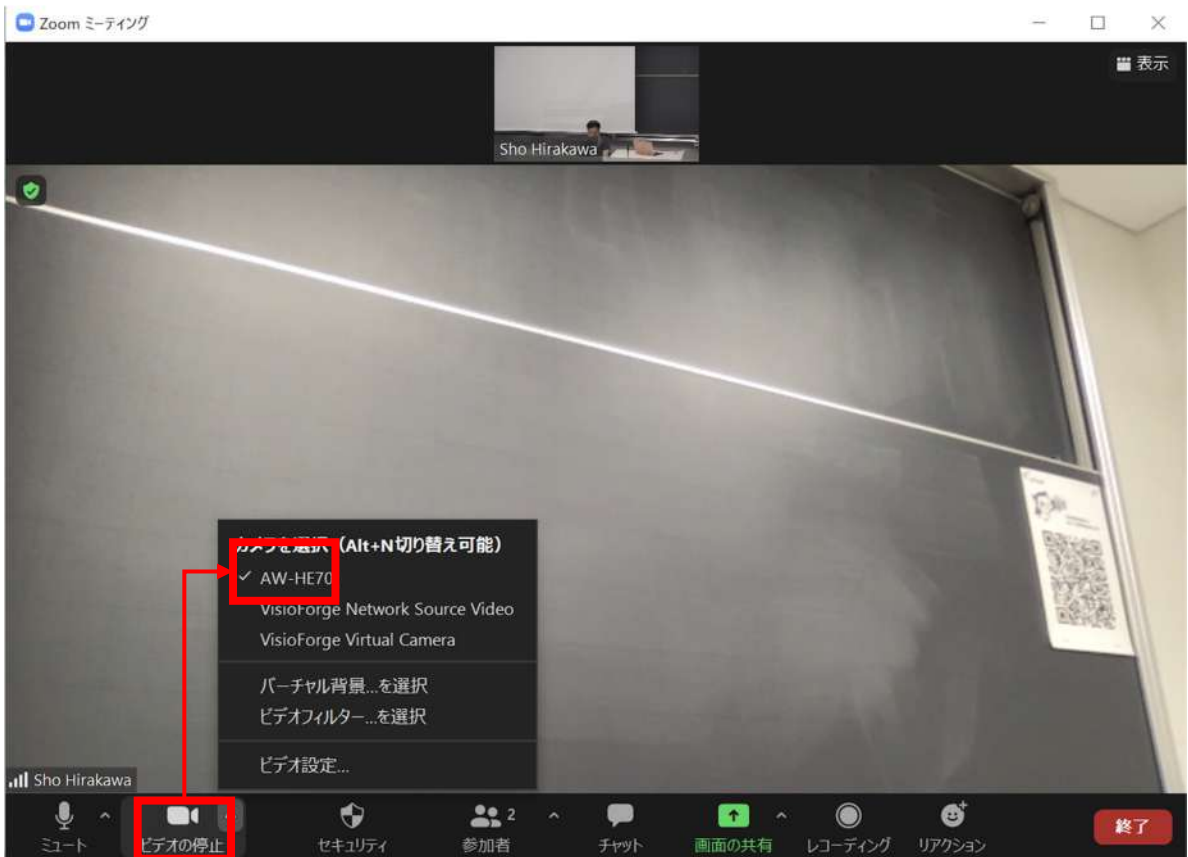 Zoom ミーティング
表示
Sho Hirakawa
カメラを選択（Alt+N切り替え可能）
✓ AW-HE70
VisioForge Network Source Video
VisioForge Virtual Camera
バーチャル背景...を選択
ビデオフィルター...を選択
ビデオ設定...
Sho Hirakawa
ミュート
ビデオの停止
セキュリティ
2
参加者
チャット
画面の共有
レコーディング
リアクション
終了